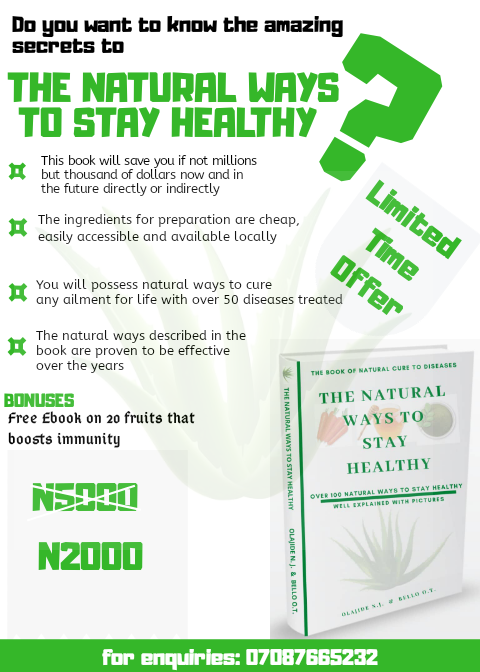 Do you want to know the amazing
secrets to
THE NATURAL WAYS
TO STAY HEALTHY
?
This book will save you if not millions
but thousand of dollars now and in
the future directly or indirectly
The ingredients for preparation are cheap,
easily accessible and available locally
You will possess natural ways to cure
any ailment for life with over 50 diseases treated
The natural ways described in the
book are proven to be effective
over the years
Limited
Time
Offer
BONUSES
Free Ebook on 20 fruits that
boosts immunity
N5000
N2000
THE BOOK OF NATURAL CURE TO DISEASES
THE NATURAL
WAYS TO
STAY
HEALTHY
OVER 100 NATURAL WAYS TO STAY HEALTHY
WELL EXPLAINED WITH PICTURES
OLAJIDE N.J. & BELLO O.T.
THE NATURAL WAYS TO STAY HEALTHY
OLAJIDE N. J. & BELLO O.T.
for enquiries: 07087665232